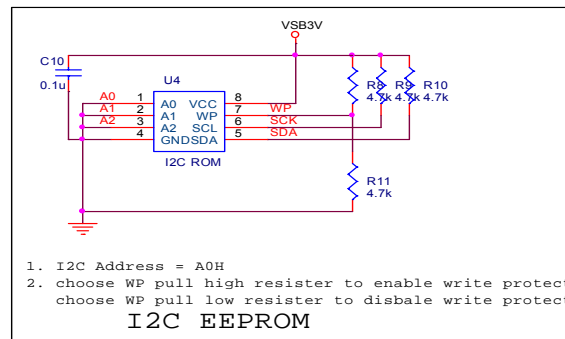 VSB3V
C10
0.1u
U4
A0 1 A0 VCC 8
A1 2 A1 WP 7 WP
A2 3 A2 SCL 6 SCK
4 GND SDA 5 SDA
I2C ROM
R8 R9 R10
4.7k 4.7k 4.7k
R11
4.7k
1. I2C Address = A0H
2. choose WP pull high resister to enable write protect
choose WP pull low resister to disbale write protect
I2C EEPROM